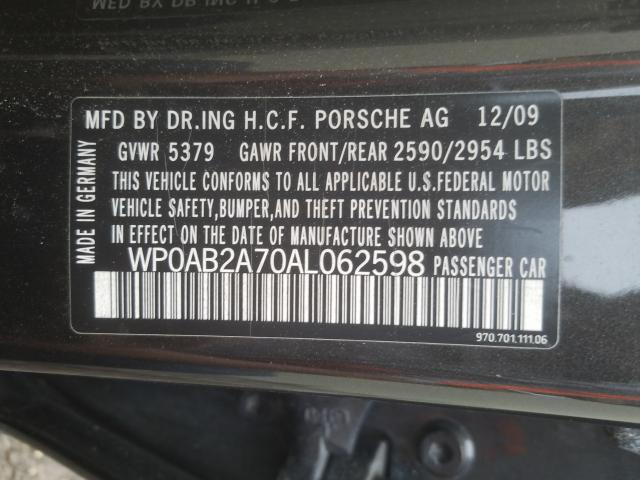 MFD BY DR.ING H.C.F. PORSCHE AG 12/09
GVWR 5379 GAWR FRONT/REAR 2590/2954 LBS
THIS VEHICLE CONFORMS TO ALL APPLICABLE U.S.FEDERAL MOTOR
VEHICLE SAFETY,BUMPER,AND THEFT PREVENTION STANDARDS
IN EFFECT ON THE DATE OF MANUFACTURE SHOWN ABOVE
WP0AB2A70AL062598 PASSENGER CAR
970.701.111.06
MADE IN GERMANY